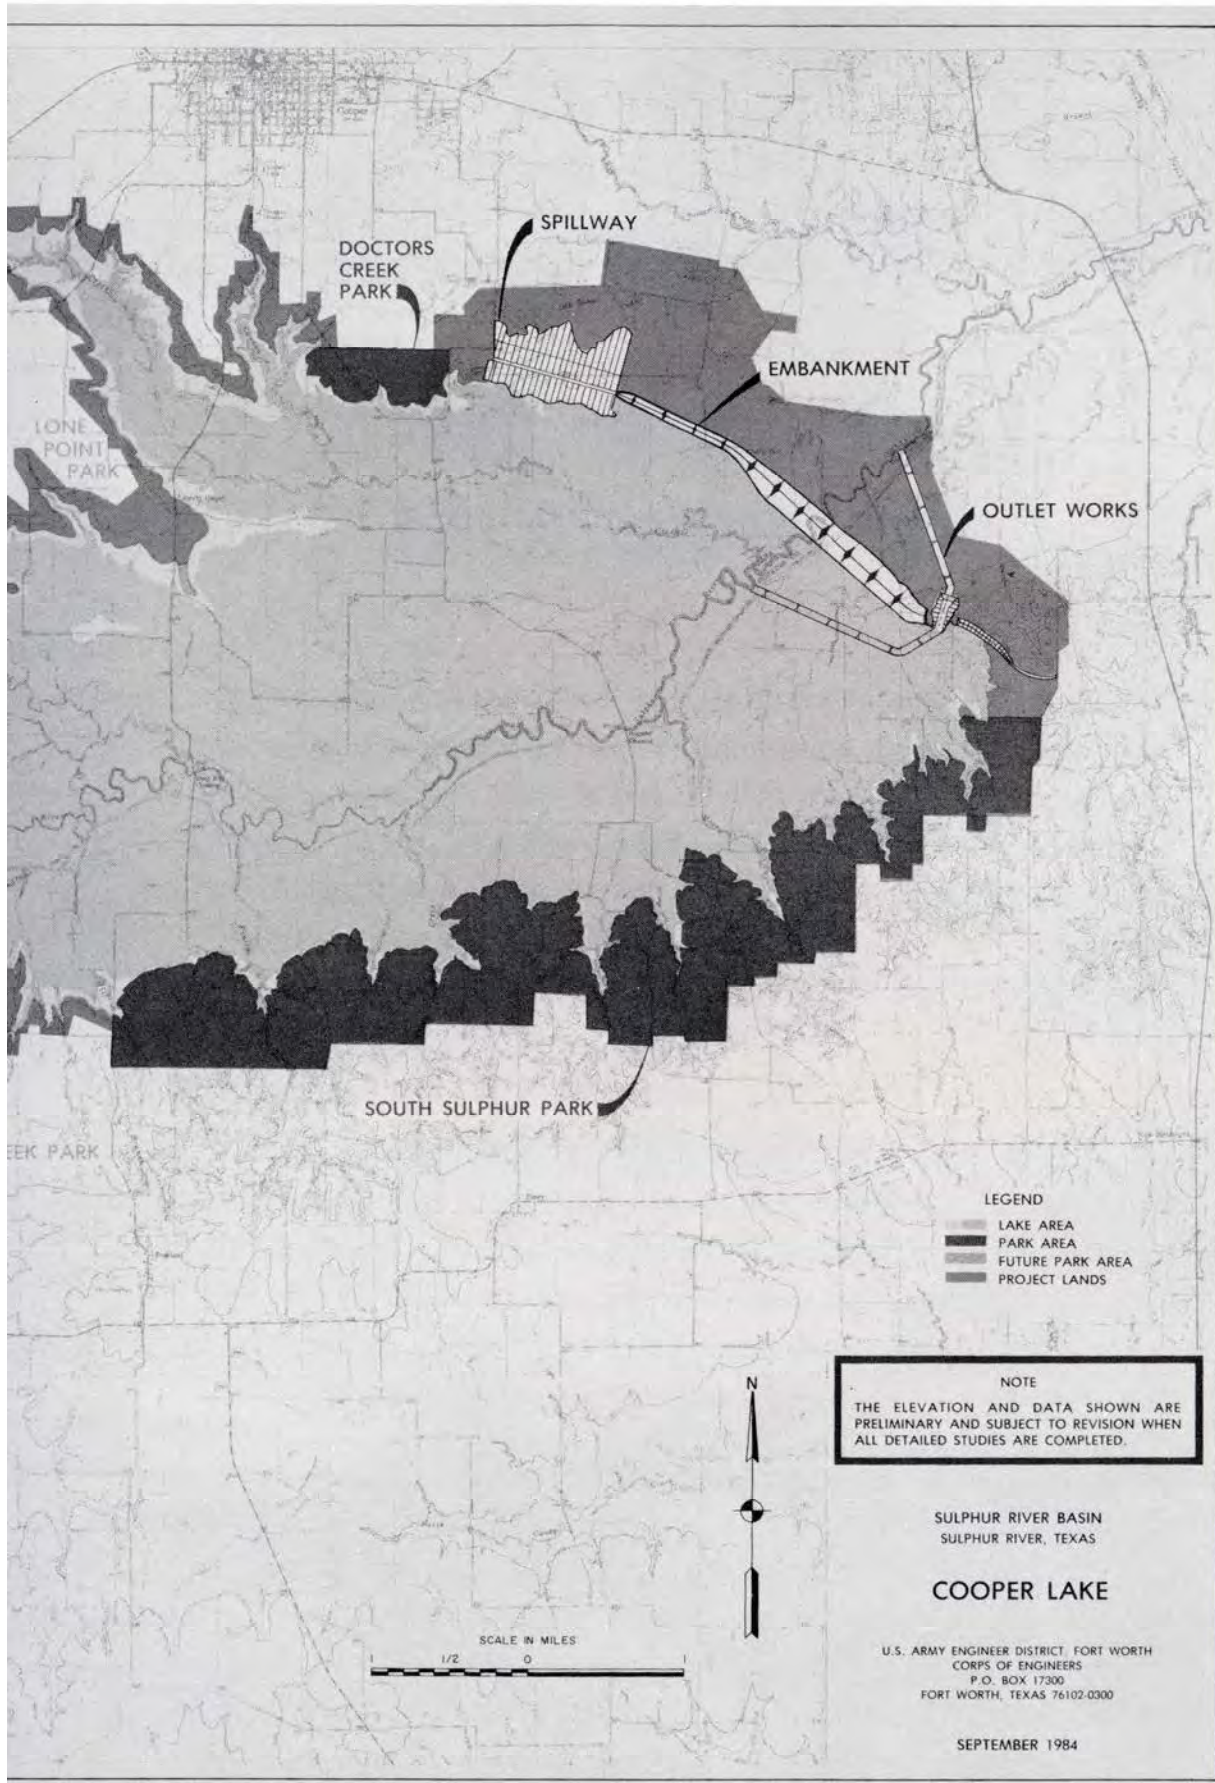 SPILLWAY
DOCTORS
CREEK
PARK
EMBANKMENT
LONE
POINT
PARK
OUTLET WORKS
SOUTH SULPHUR PARK
EEK PARK
LEGEND
LAKE AREA
PARK AREA
FUTURE PARK AREA
PROJECT LANDS
N
NOTE
THE ELEVATION AND DATA SHOWN ARE
PRELIMINARY AND SUBJECT TO REVISION WHEN
ALL DETAILED STUDIES ARE COMPLETED.
SULPHUR RIVER BASIN
SULPHUR RIVER, TEXAS
COOPER LAKE
SCALE IN MILES
1 1/2 0 1
U.S. ARMY ENGINEER DISTRICT, FORT WORTH
CORPS OF ENGINEERS
P.O. BOX 17300
FORT WORTH, TEXAS 76102-0300
SEPTEMBER 1984